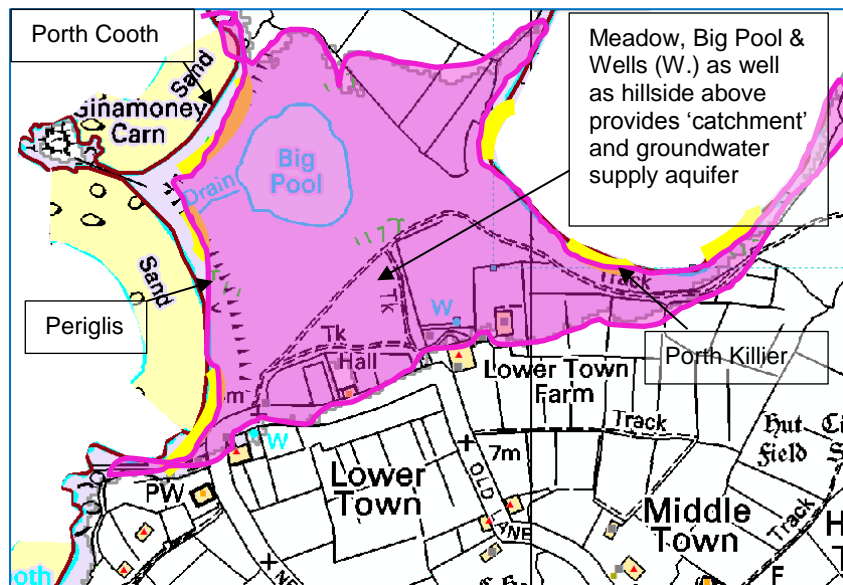 Porth Cooth
Meadow, Big Pool &
Wells (W.) as well
as hillside above
provides ‘catchment’
and groundwater
supply aquifer
Sand
Ginamoney
Carn
Big
Pool
Drain
Sand
Periglis
W
Track
Tk
Tk
Hall
Porth Killier
Lower Town
Farm
m
W
Track
Hut
Field
7m
Lower
Town
OLD
PW
Middle
Town
Track